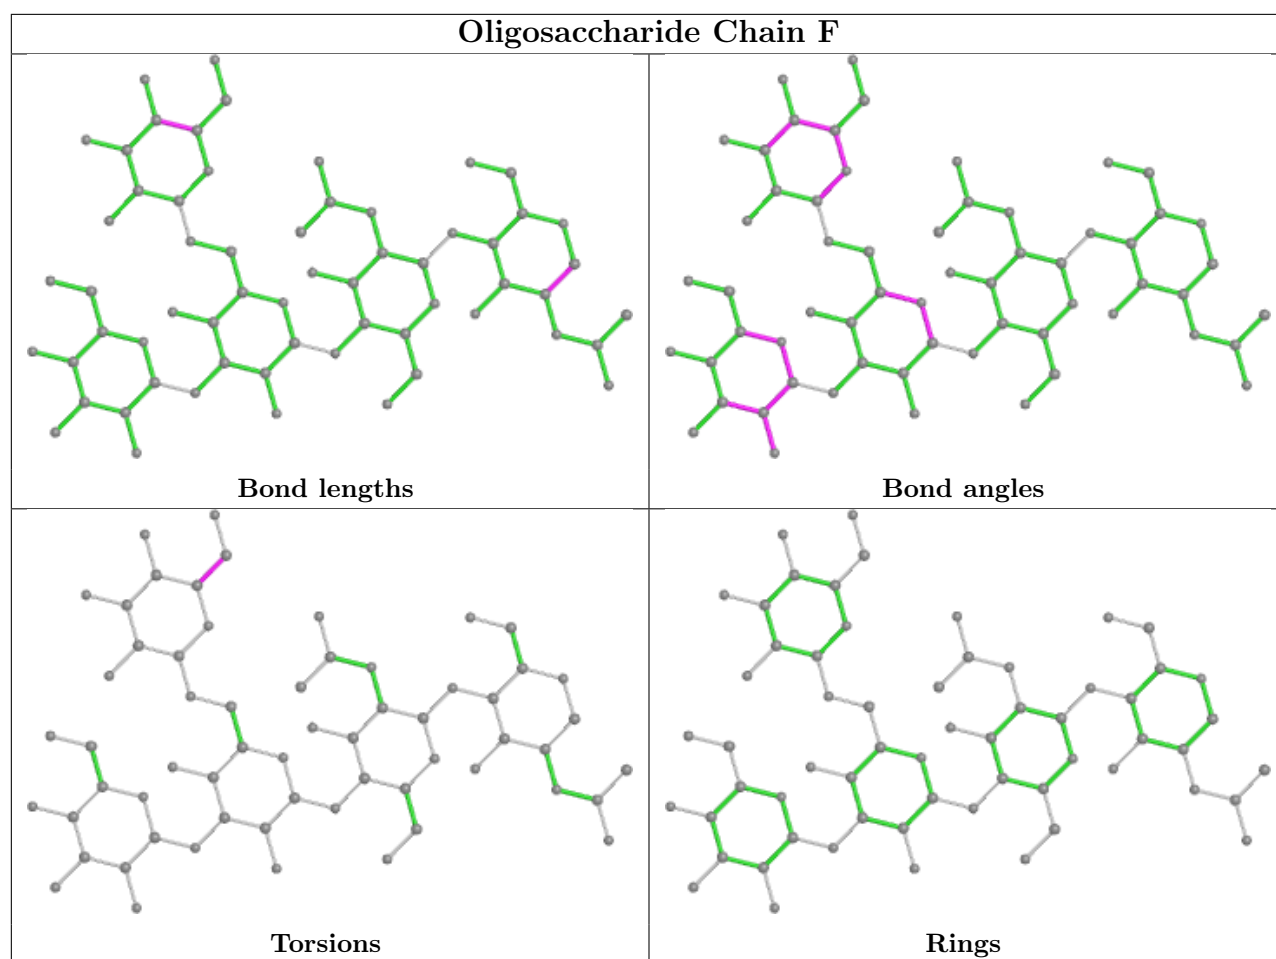 Oligosaccharide Chain F
Bond lengths
Bond angles
Torsions
Rings